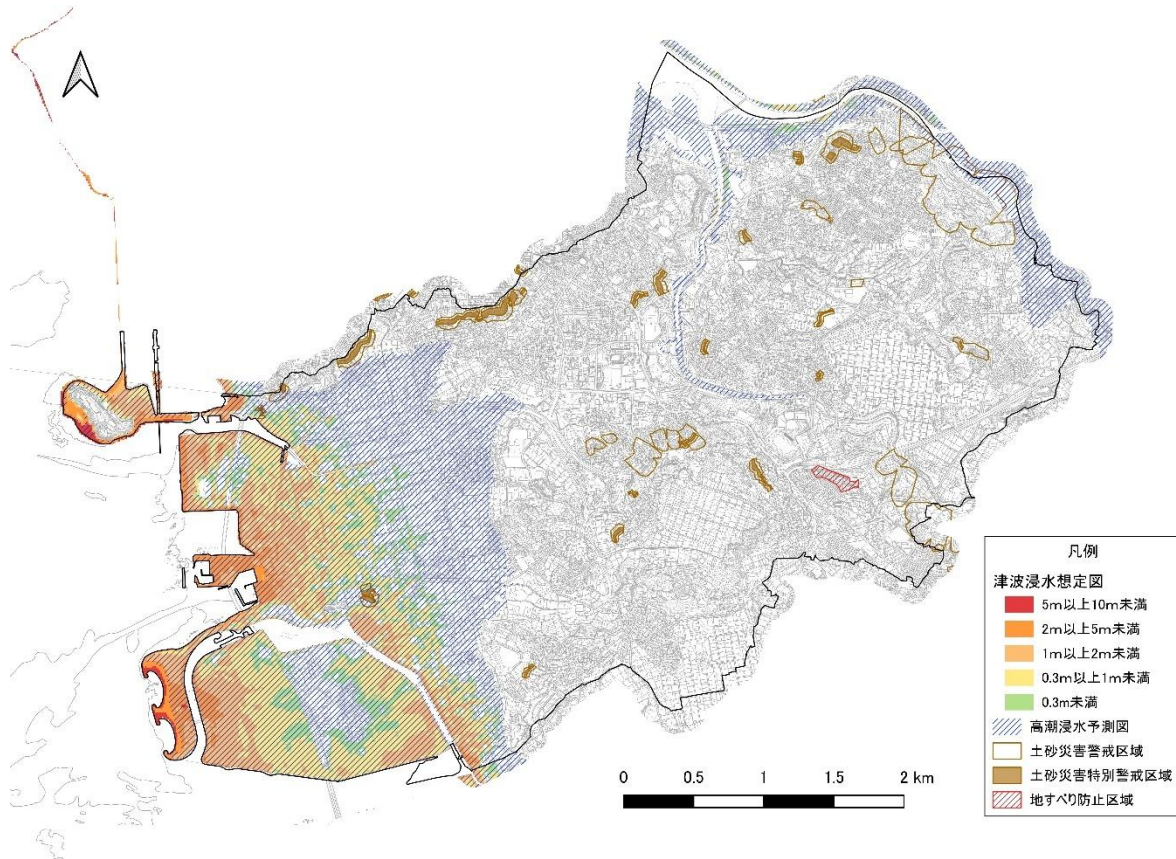 凡例
津波浸水想定図
5m以上10m未満
2m以上5m未満
1m以上2m未満
0.3m以上1m未満
0.3m未満
高潮浸水予測図
土砂災害警戒区域
土砂災害特別警戒区域
地すべり防止区域
0 0.5 1 1.5 2 km